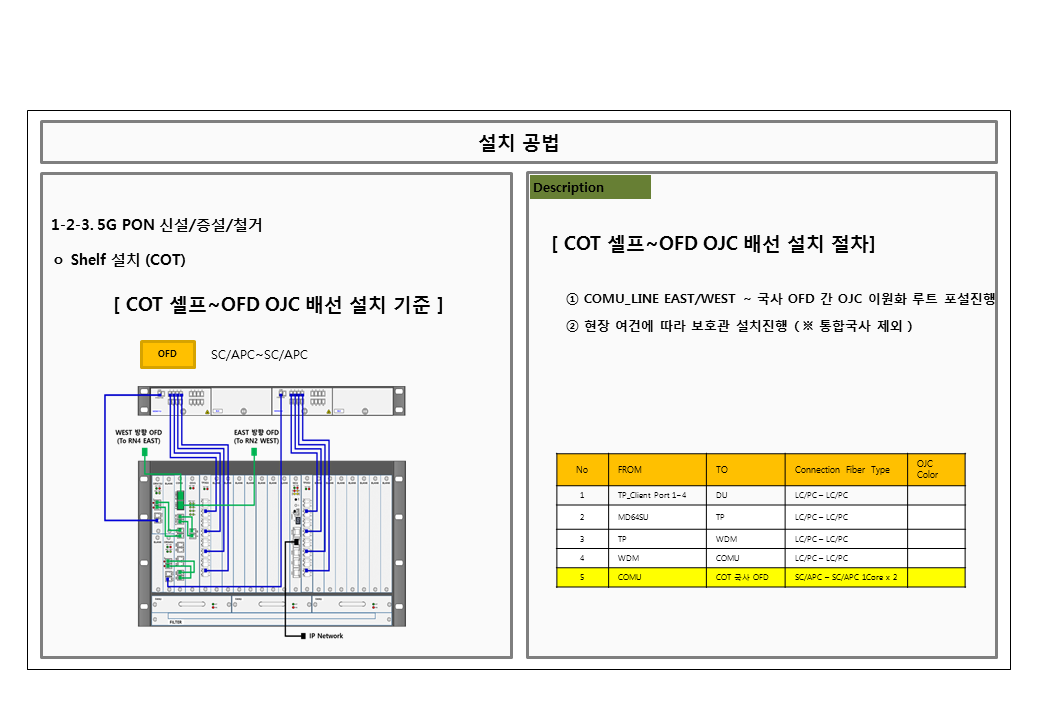 설치 공법
1-2-3. 5G PON 신설/증설/철거
ㅇ Shelf 설치 (COT)
[ COT 셀프~OFD OJC 배선 설치 기준 ]
OFD
SC/APC~SC/APC
WEST 방향 OFD
(To RN4 EAST)
EAST 방향 OFD
(To RN2 WEST)
FILTER
IP Network
Description
[ COT 셀프~OFD OJC 배선 설치 절차]
① COMU_LINE EAST/WEST ~ 국사 OFD 간 OJC 이원화 루트 포설진행
② 현장 여건에 따라 보호관 설치진행 ( ※ 통합국사 제외 )
No FROM TO Connection Fiber Type OJC Color
1 TP_Client Port 1~4 DU LC/PC – LC/PC
2 MD64SU TP LC/PC – LC/PC
3 TP WDM LC/PC – LC/PC
4 WDM COMU LC/PC – LC/PC
5 COMU COT 국사 OFD SC/APC – SC/APC 1Core x 2